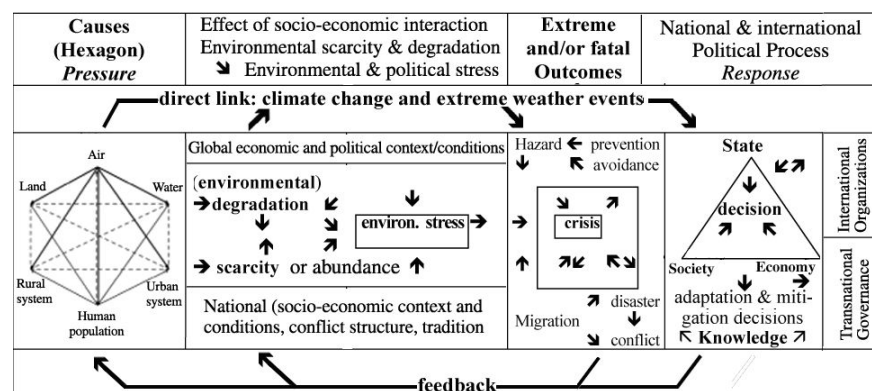 Causes
(Hexagon)
Pressure
Effect of socio-economic interaction
Environmental scarcity & degradation
Environmental & political stress
Extreme
and/or fatal
Outcomes
National & international
Political Process
Response
direct link: climate change and extreme weather events
Air
Land
Water
Rural
system
Urban
system
Human
population
Global economic and political context/conditions
(environmental)
degradation
environ. stress
scarcity or abundance
National (socio-economic context and
conditions, conflict structure, tradition
Hazard prevention
avoidance
crisis
disaster
Migration
conflict
State
decision
Society Economy
adaptation & miti-
gation decisions
Knowledge
International
Organizations
Transnational
Governance
feedback